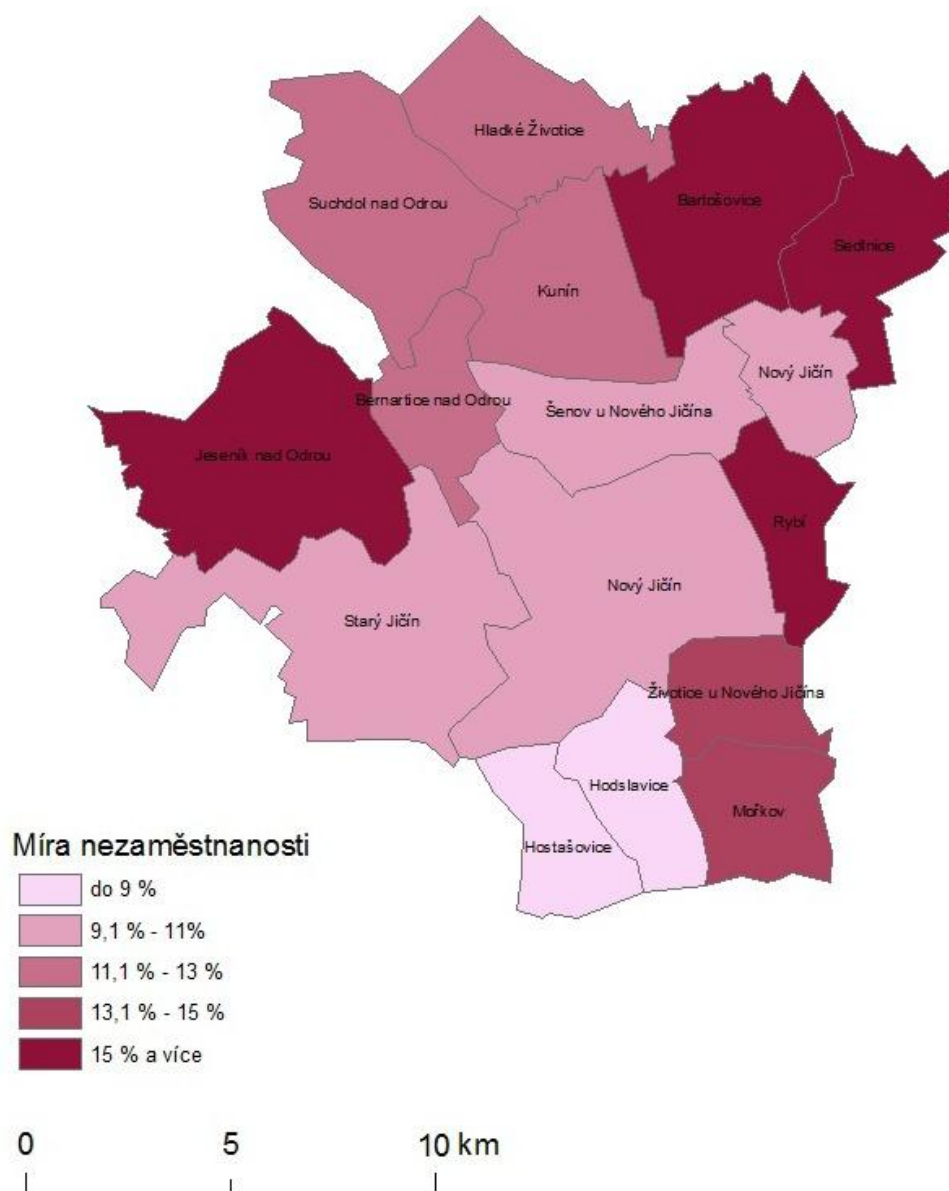 Hladké Životice
Suchdol nad Odrou
Bartošovice
Sedlnice
Kunín
Nový Jičín
Bernartice nad Odrou
Šenov u Nového Jičína
Jeseník nad Odrou
Rybí
Nový Jičín
Starý Jičín
Životice u Nového Jičína
Hodslavice
Mořkov
Hostašovice
Míra nezaměstnanosti
do 9 %
9,1 % - 11%
11,1 % - 13 %
13,1 % - 15 %
15 % a více
0 5 10 km